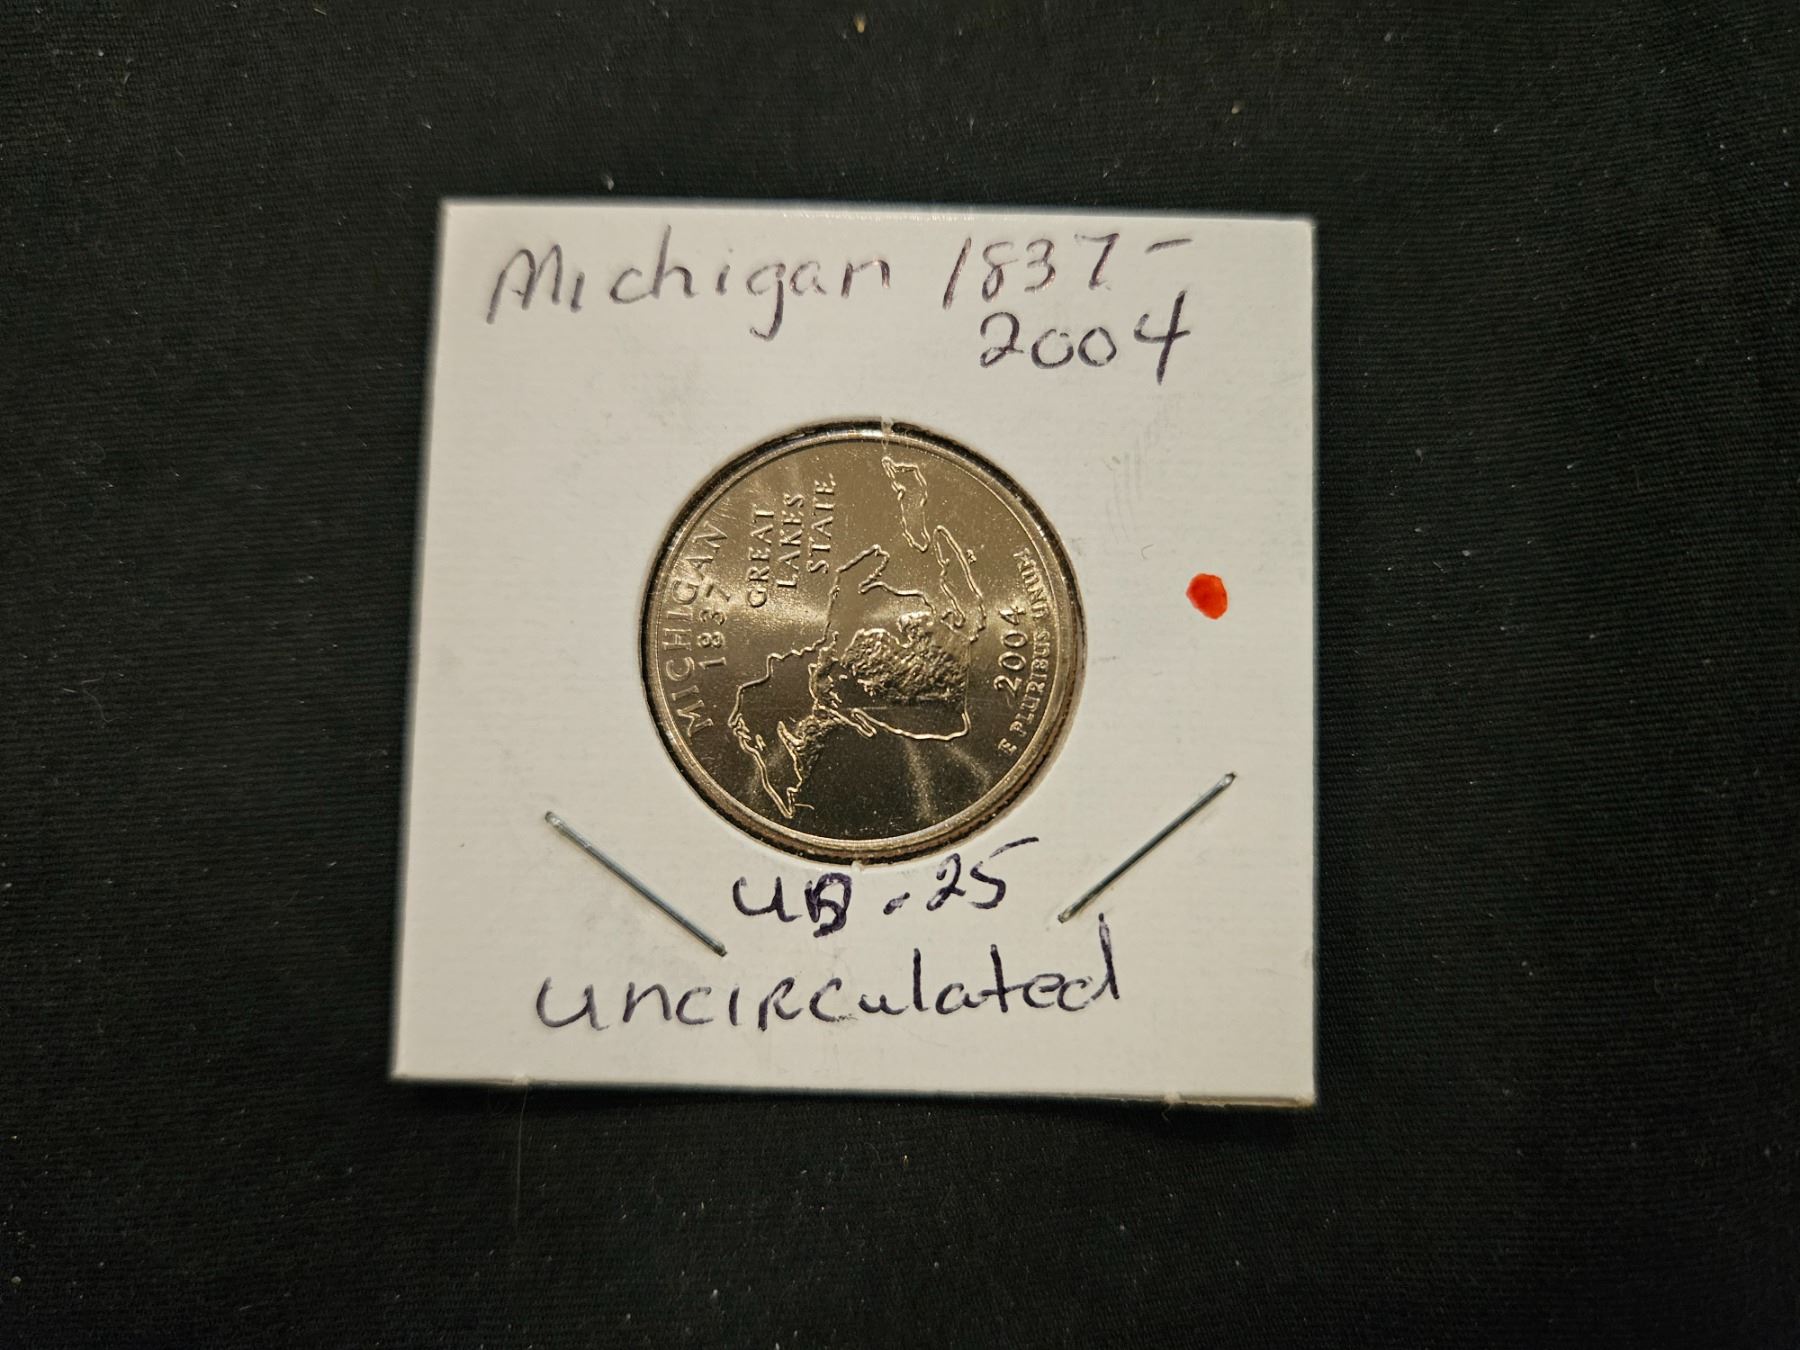 Michigan 1837-
2004
MICHIGAN
1837
GREAT
LAKES
STATE
2004
E PLURIBUS UNUM
.25
uncirculated